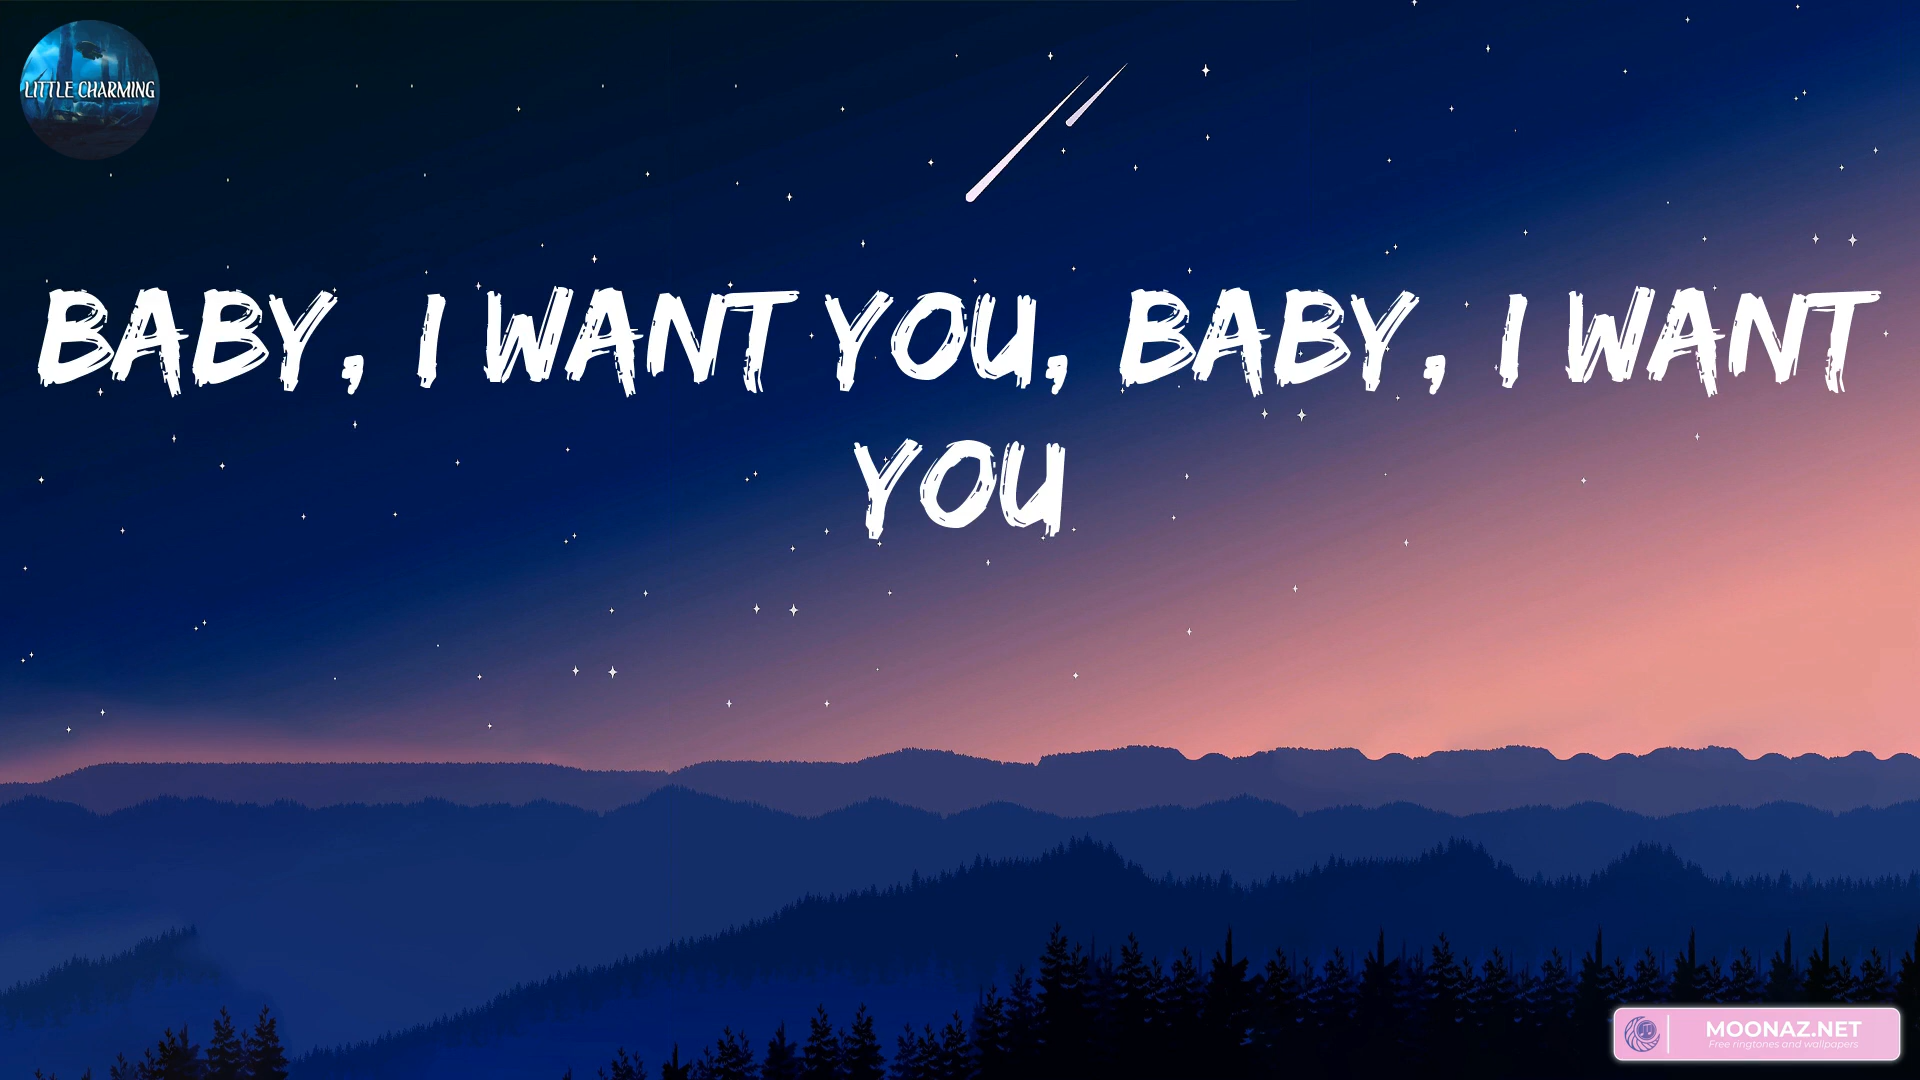 LITTLE CHARMING
BABY, I WANT YOU, BABY, I WANT
YOU
MOONAZ.NET
Free ringtones and wallpapers